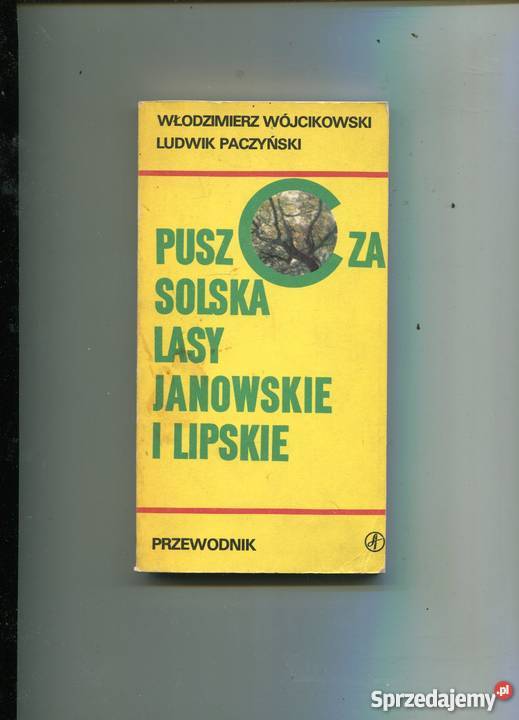 WŁODZIMIERZ WÓJCIKOWSKI
LUDWIK PACZYŃSKI
PUSZCZA
SOLSKA
LASY
JANOWSKIE
I LIPSKIE
PRZEWODNIK
Sprzedajemy.pl